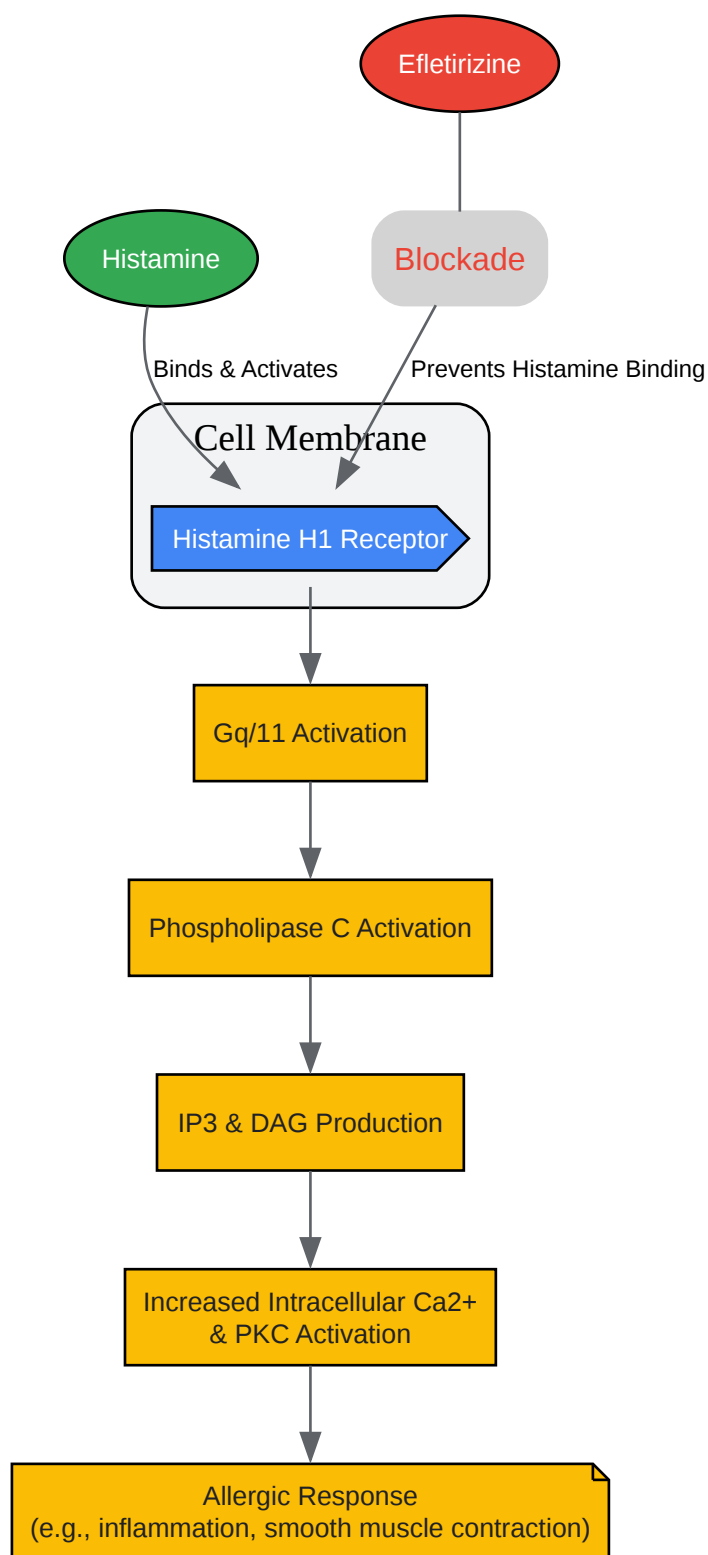 Efletirizine
Histamine
Blockade
Binds & Activates
Prevents Histamine Binding
Cell Membrane
Histamine H1 Receptor
Gq/11 Activation
Phospholipase C Activation
IP3 & DAG Production
Increased Intracellular Ca2+
& PKC Activation
Allergic Response
(e.g., inflammation, smooth muscle contraction)